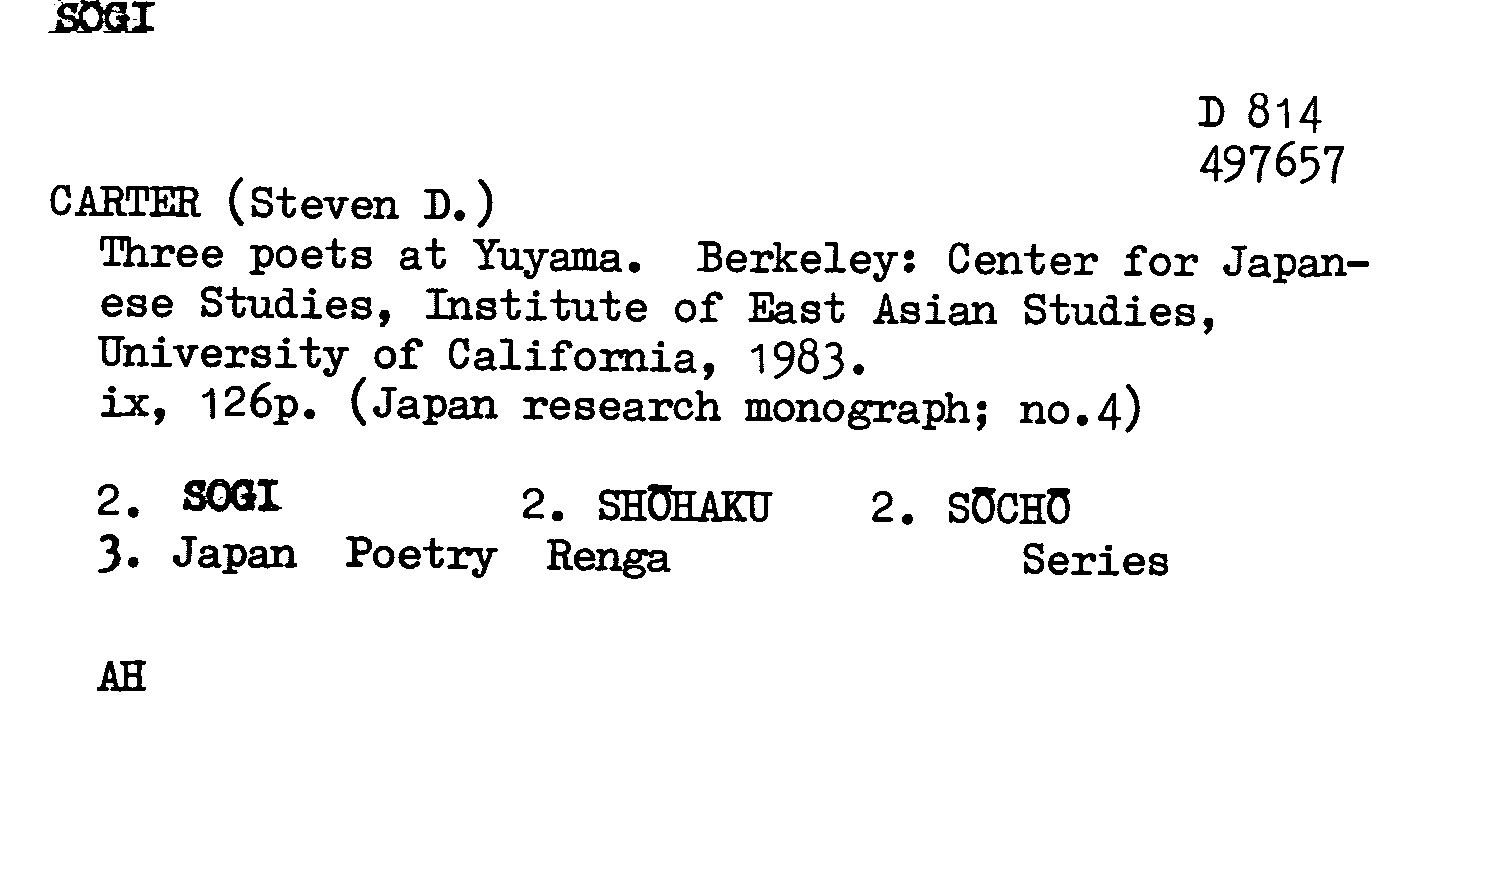 SŌGI
D 814
497657
CARTER (Steven D.)
Three poets at Yuyama. Berkeley: Center for Japan-
ese Studies, Institute of East Asian Studies,
University of California, 1983.
ix, 126p. (Japan research monograph; no.4)
2. SOGI 2. SHŌHAKU 2. SŌCHŌ
3. Japan Poetry Renga Series
AH